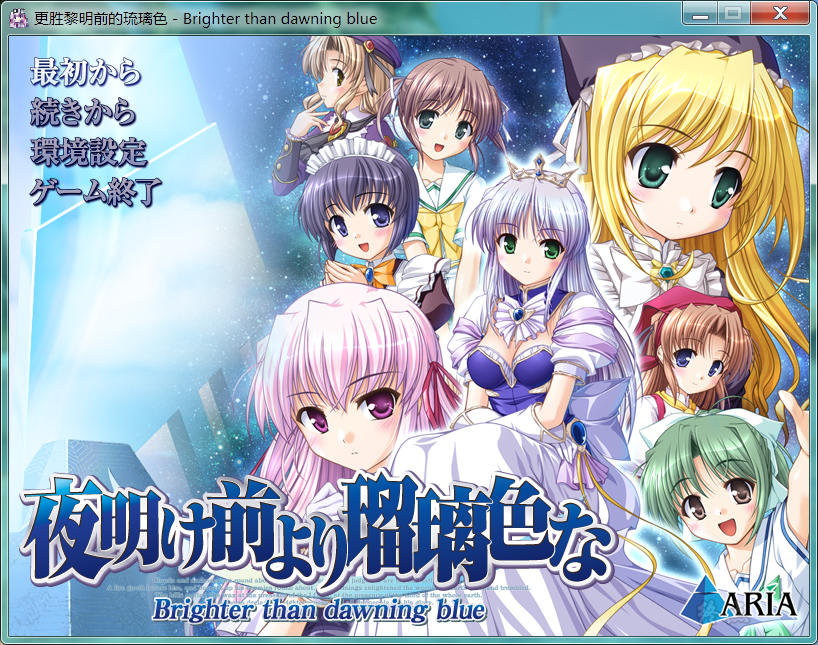 更胜黎明前的琉璃色 - Brighter than dawning blue
最初から
続きから
環境設定
ゲーム終了
夜明け前より瑠璃色な
Brighter than dawning blue
ARIA